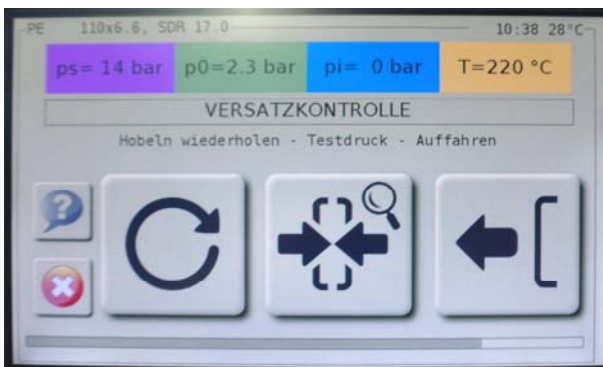 PE 110x6.6, SDR 17.0 10:38 28°C
ps= 14 bar p0=2.3 bar pi= 0 bar T=220 °C
VERSATZKONTROLLE
Hobeln wiederholen - Testdruck - Auffahren
?